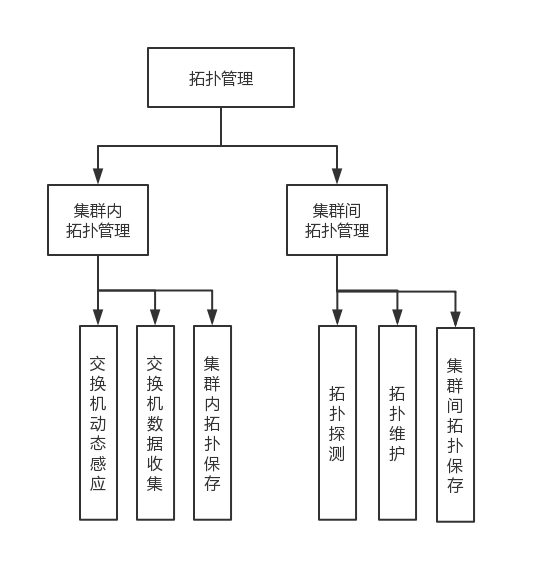 拓扑管理
集群内
拓扑管理
集群间
拓扑管理
交换机动态感应
交换机数据收集
集群内拓扑保存
拓扑探测
拓扑维护
集群间拓扑保存